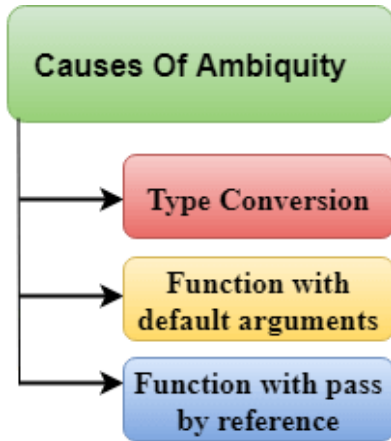 Causes Of Ambiquity
Type Conversion
Function with
default arguments
Function with pass
by reference